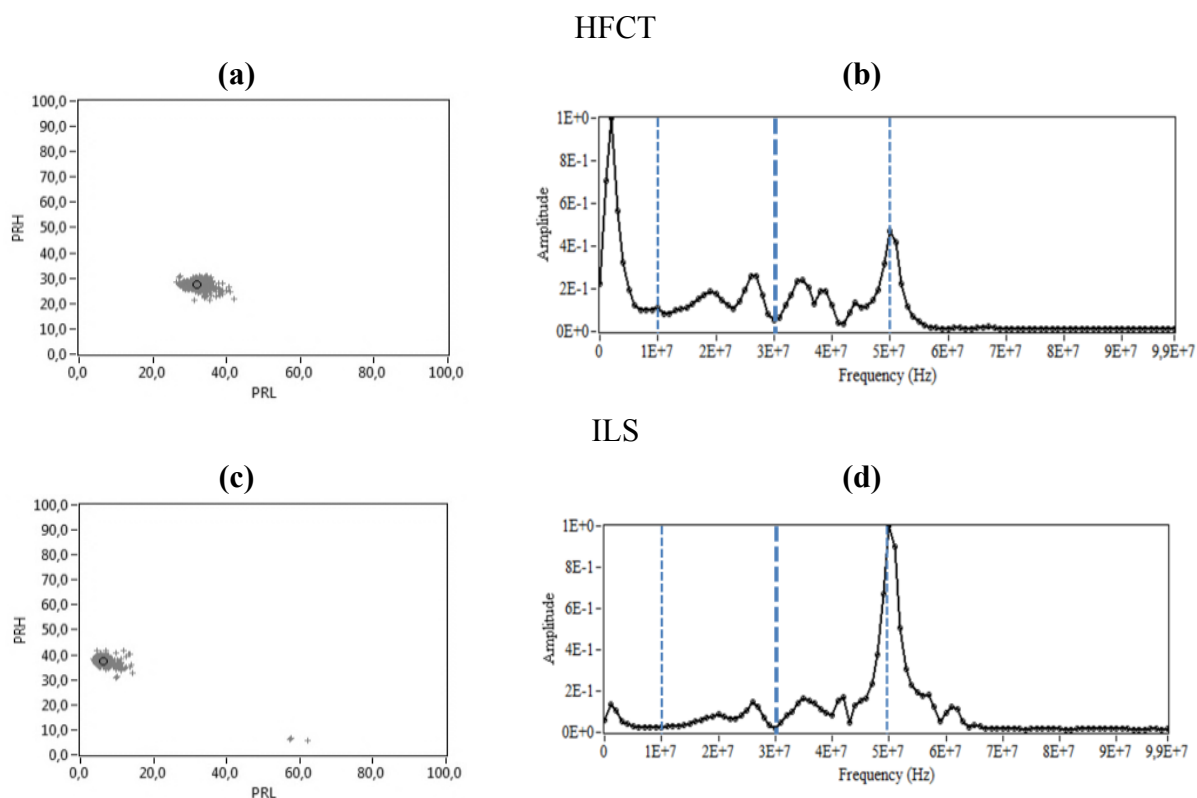 HFCT
(a)
(b)
100,0
90,0
80,0
70,0
60,0
50,0
40,0
30,0
20,0
10,0
0,0
PRH
0,0 20,0 40,0 60,0 80,0 100,0
PRL
1E+0
8E-1
6E-1
4E-1
2E-1
0E+0
Amplitude
0 1E+7 2E+7 3E+7 4E+7 5E+7 6E+7 7E+7 8E+7 9,9E+7
Frequency (Hz)
ILS
(c)
(d)
100,0
90,0
80,0
70,0
60,0
50,0
40,0
30,0
20,0
10,0
0,0
PRH
0,0 20,0 40,0 60,0 80,0 100,0
PRL
1E+0
8E-1
6E-1
4E-1
2E-1
0E+0
Amplitude
0 1E+7 2E+7 3E+7 4E+7 5E+7 6E+7 7E+7 8E+7 9,9E+7
Frequency (Hz)